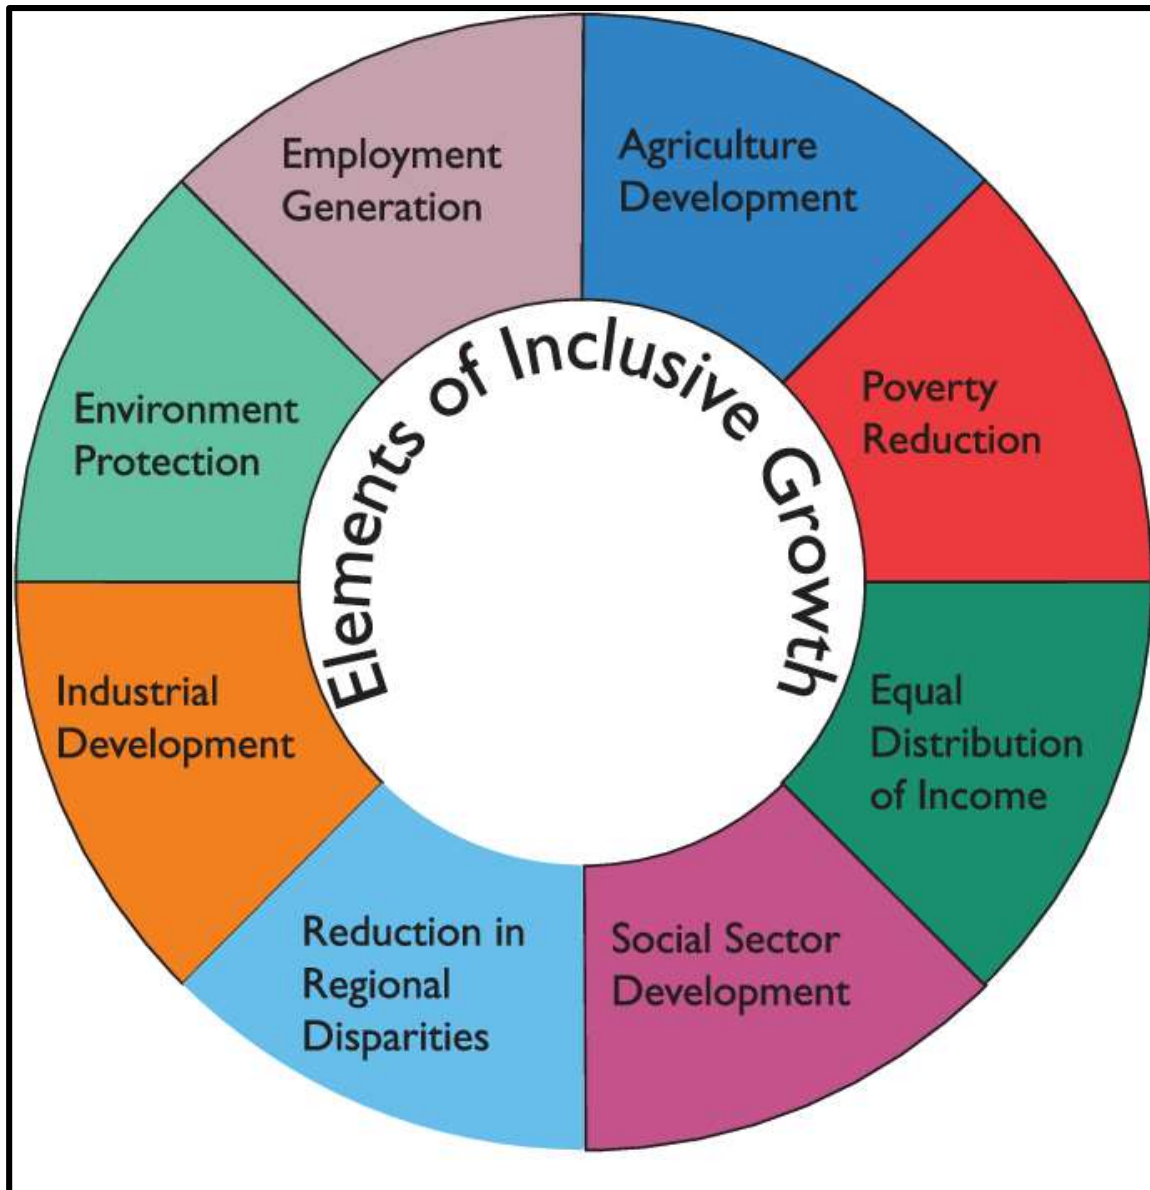 Elements of Inclusive Growth
Agriculture
Development
Poverty
Reduction
Equal
Distribution
of Income
Social Sector
Development
Reduction in
Regional
Disparities
Industrial
Development
Environment
Protection
Employment
Generation